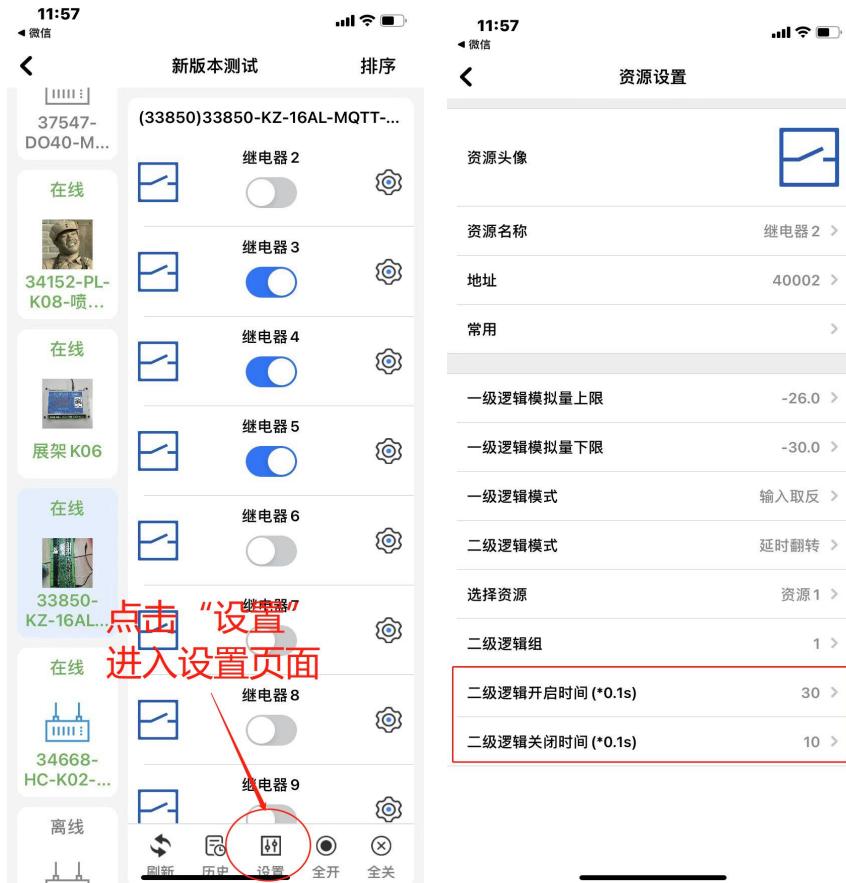 11:57
微信
新版本测试
排序
37547-
DO40-M...
在线
34152-PL-
K08-喷...
在线
展架K06
在线
33850-
KZ-16AL...
在线
34668-
HC-K02-...
离线
(33850)33850-KZ-16AL-MQTT-...
继电器2
继电器3
继电器4
继电器5
继电器6
继电器7
继电器8
继电器9
点击“设置”
进入设置页面
刷新
历史
设置
全开
全关
11:57
微信
资源设置
资源头像
资源名称 继电器2
地址 40002
常用
一级逻辑模拟量上限 -26.0
一级逻辑模拟量下限 -30.0
一级逻辑模式 输入取反
二级逻辑模式 延时翻转
选择资源 资源1
二级逻辑组 1
二级逻辑开启时间(*0.1s) 30
二级逻辑关闭时间(*0.1s) 10